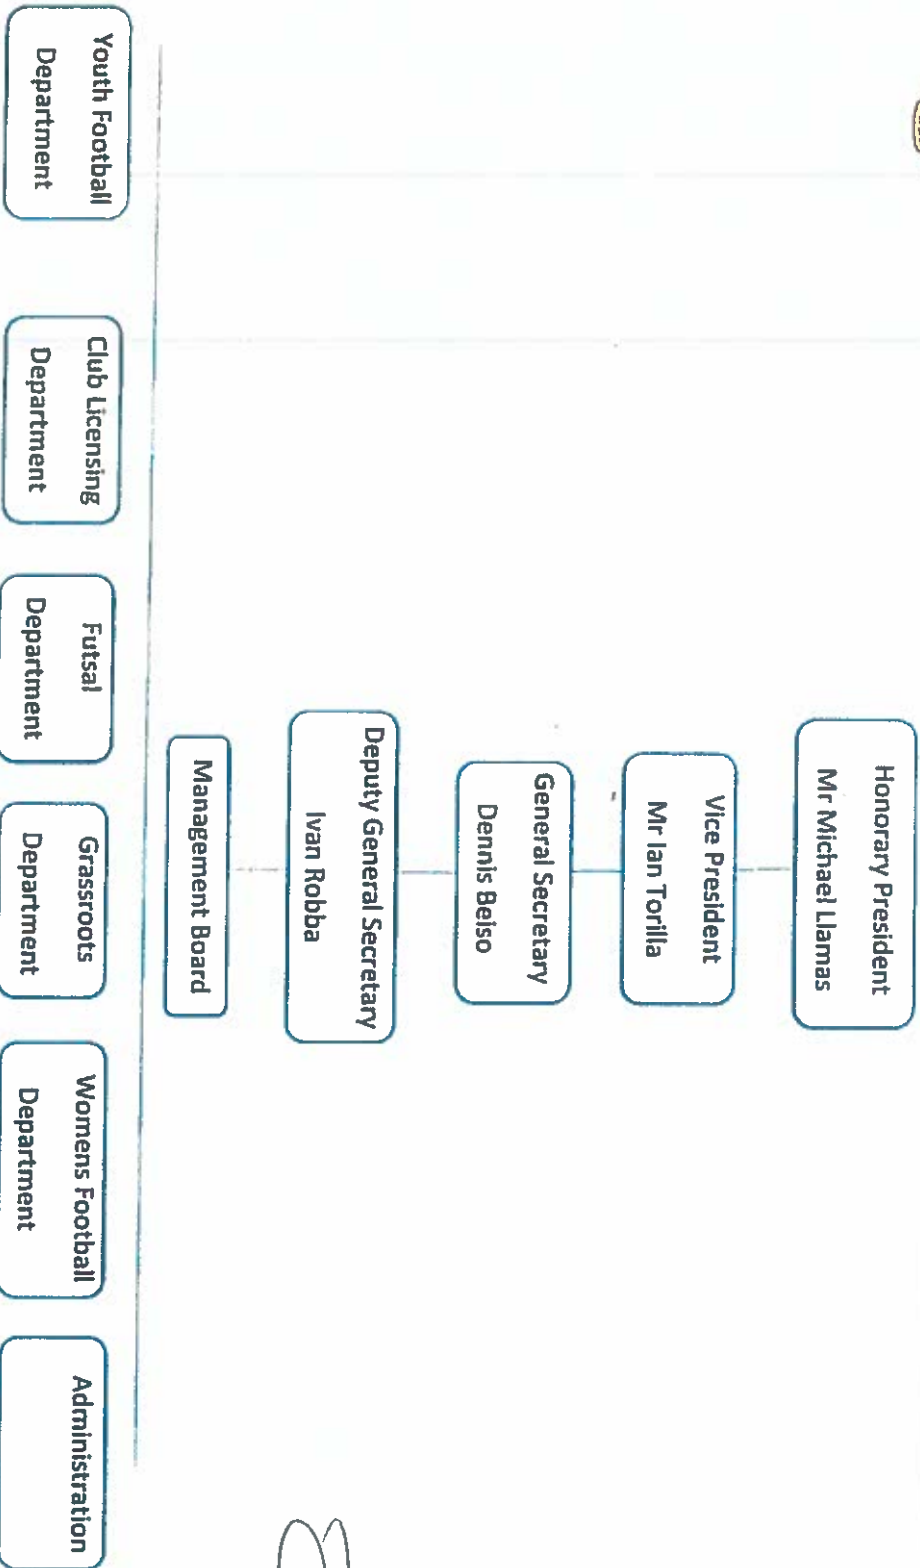 Honorary President
Mr Michael Llamas
Vice President
Mr Ian Torilla
General Secretary
Dennis Beiso
Deputy General Secretary
Ivan Robba
Management Board
Youth Football
Department
Club Licensing
Department
Futsal
Department
Grassroots
Department
Womens Football
Department
Administration